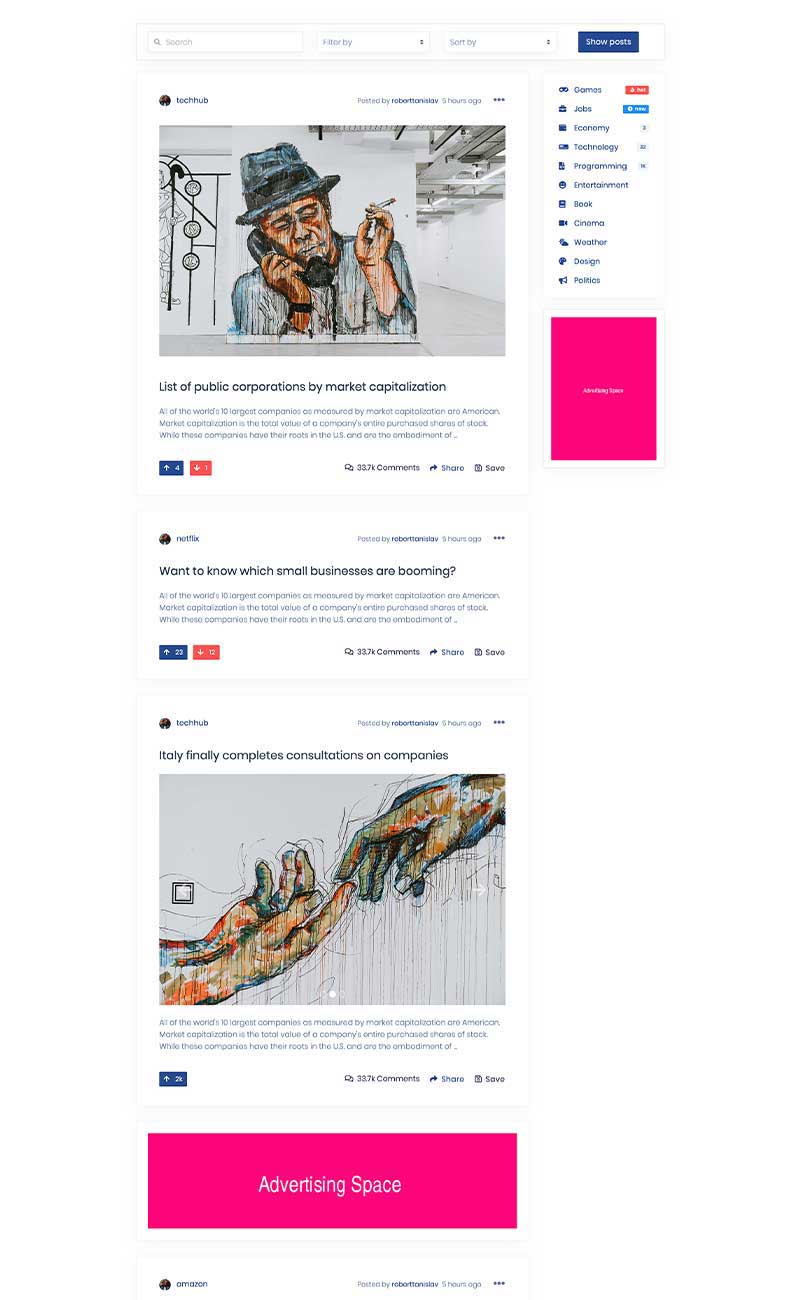 Search Filter by Sort by Show posts
techhub Posted by roberttanislav 5 hours ago
List of public corporations by market capitalization
All of the world's 10 largest companies as measured by market capitalization are American.
Market capitalization is the total value of a company's entire purchased shares of stock.
While these companies have their roots in the U.S. and are the embodiment of ...
4 1 33.7k Comments Share Save
netflix Posted by roberttanislav 5 hours ago
Want to know which small businesses are booming?
All of the world's 10 largest companies as measured by market capitalization are American.
Market capitalization is the total value of a company's entire purchased shares of stock.
While these companies have their roots in the U.S. and are the embodiment of ...
23 12 33.7k Comments Share Save
techhub Posted by roberttanislav 5 hours ago
Italy finally completes consultations on companies
All of the world's 10 largest companies as measured by market capitalization are American.
Market capitalization is the total value of a company's entire purchased shares of stock.
While these companies have their roots in the U.S. and are the embodiment of ...
2k 33.7k Comments Share Save
Advertising Space
amazon Posted by roberttanislav 5 hours ago
Games hot
Jobs new
Economy 3
Technology
Programming 1K
Entertainment
Book
Cinema
Weather
Design
Politics
Advertising Space